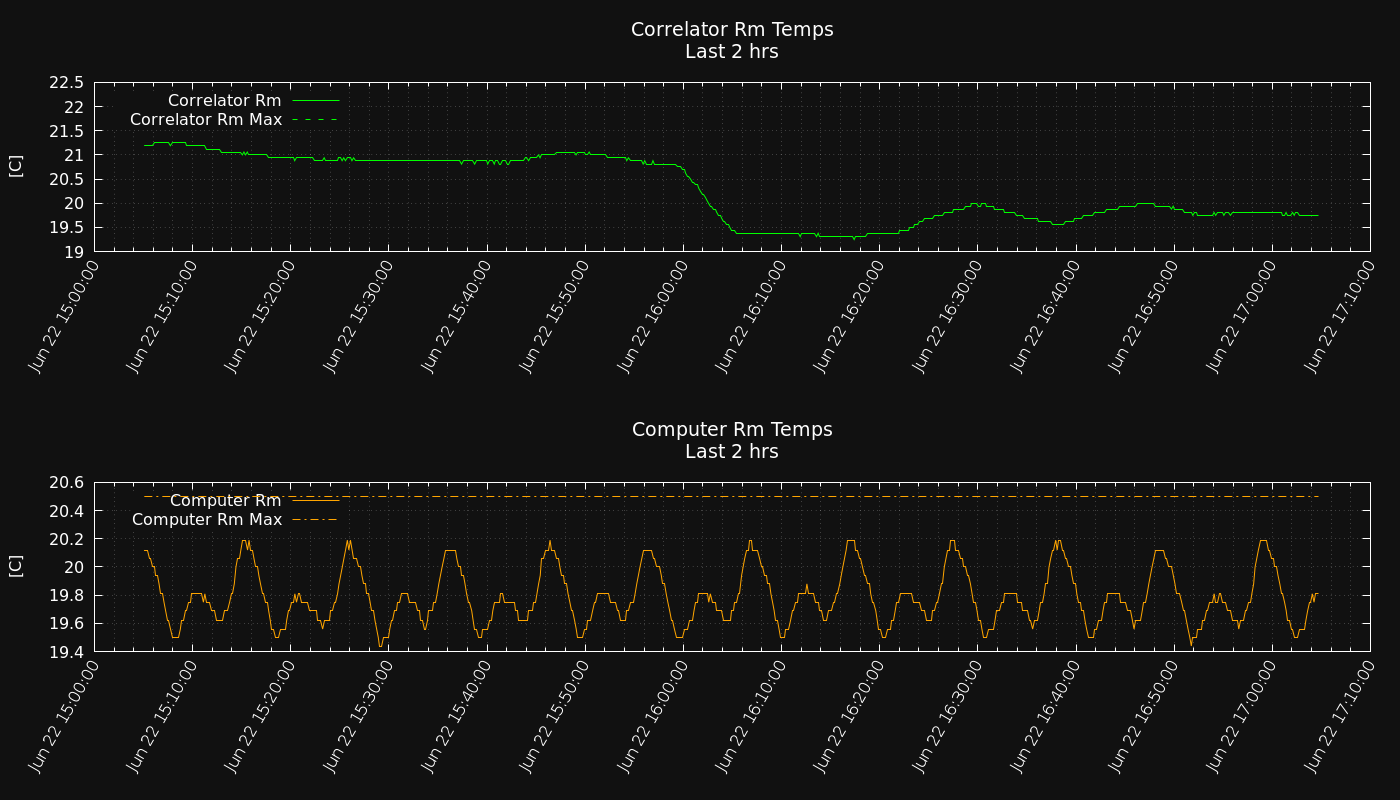 Correlator Rm Temps
Last 2 hrs
22.5
22
21.5
21
20.5
20
19.5
19
[C]
Correlator Rm
Correlator Rm Max
Jun 22 15:00:00
Jun 22 15:10:00
Jun 22 15:20:00
Jun 22 15:30:00
Jun 22 15:40:00
Jun 22 15:50:00
Jun 22 16:00:00
Jun 22 16:10:00
Jun 22 16:20:00
Jun 22 16:30:00
Jun 22 16:40:00
Jun 22 16:50:00
Jun 22 17:00:00
Jun 22 17:10:00
Computer Rm Temps
Last 2 hrs
20.6
20.4
20.2
20
19.8
19.6
19.4
[C]
Computer Rm
Computer Rm Max
Jun 22 15:00:00
Jun 22 15:10:00
Jun 22 15:20:00
Jun 22 15:30:00
Jun 22 15:40:00
Jun 22 15:50:00
Jun 22 16:00:00
Jun 22 16:10:00
Jun 22 16:20:00
Jun 22 16:30:00
Jun 22 16:40:00
Jun 22 16:50:00
Jun 22 17:00:00
Jun 22 17:10:00